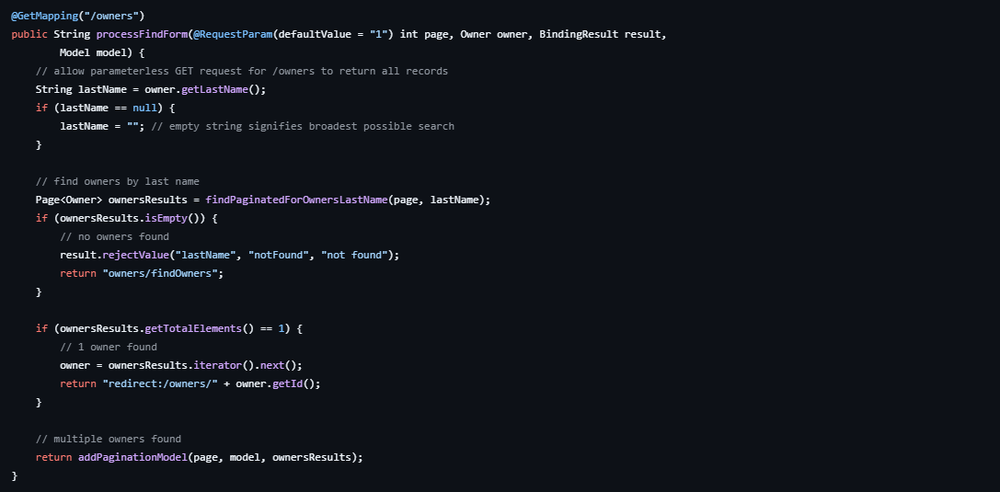 @GetMapping("/owners")
public String processFindForm(@RequestParam(defaultValue = "1") int page, Owner owner, BindingResult result,
        Model model) {
    // allow parameterless GET request for /owners to return all records
    String lastName = owner.getLastName();
    if (lastName == null) {
        lastName = ""; // empty string signifies broadest possible search
    }

    // find owners by last name
    Page<Owner> ownersResults = findPaginatedForOwnersLastName(page, lastName);
    if (ownersResults.isEmpty()) {
        // no owners found
        result.rejectValue("lastName", "notFound", "not found");
        return "owners/findOwners";
    }

    if (ownersResults.getTotalElements() == 1) {
        // 1 owner found
        owner = ownersResults.iterator().next();
        return "redirect:/owners/" + owner.getId();
    }

    // multiple owners found
    return addPaginationModel(page, model, ownersResults);
}